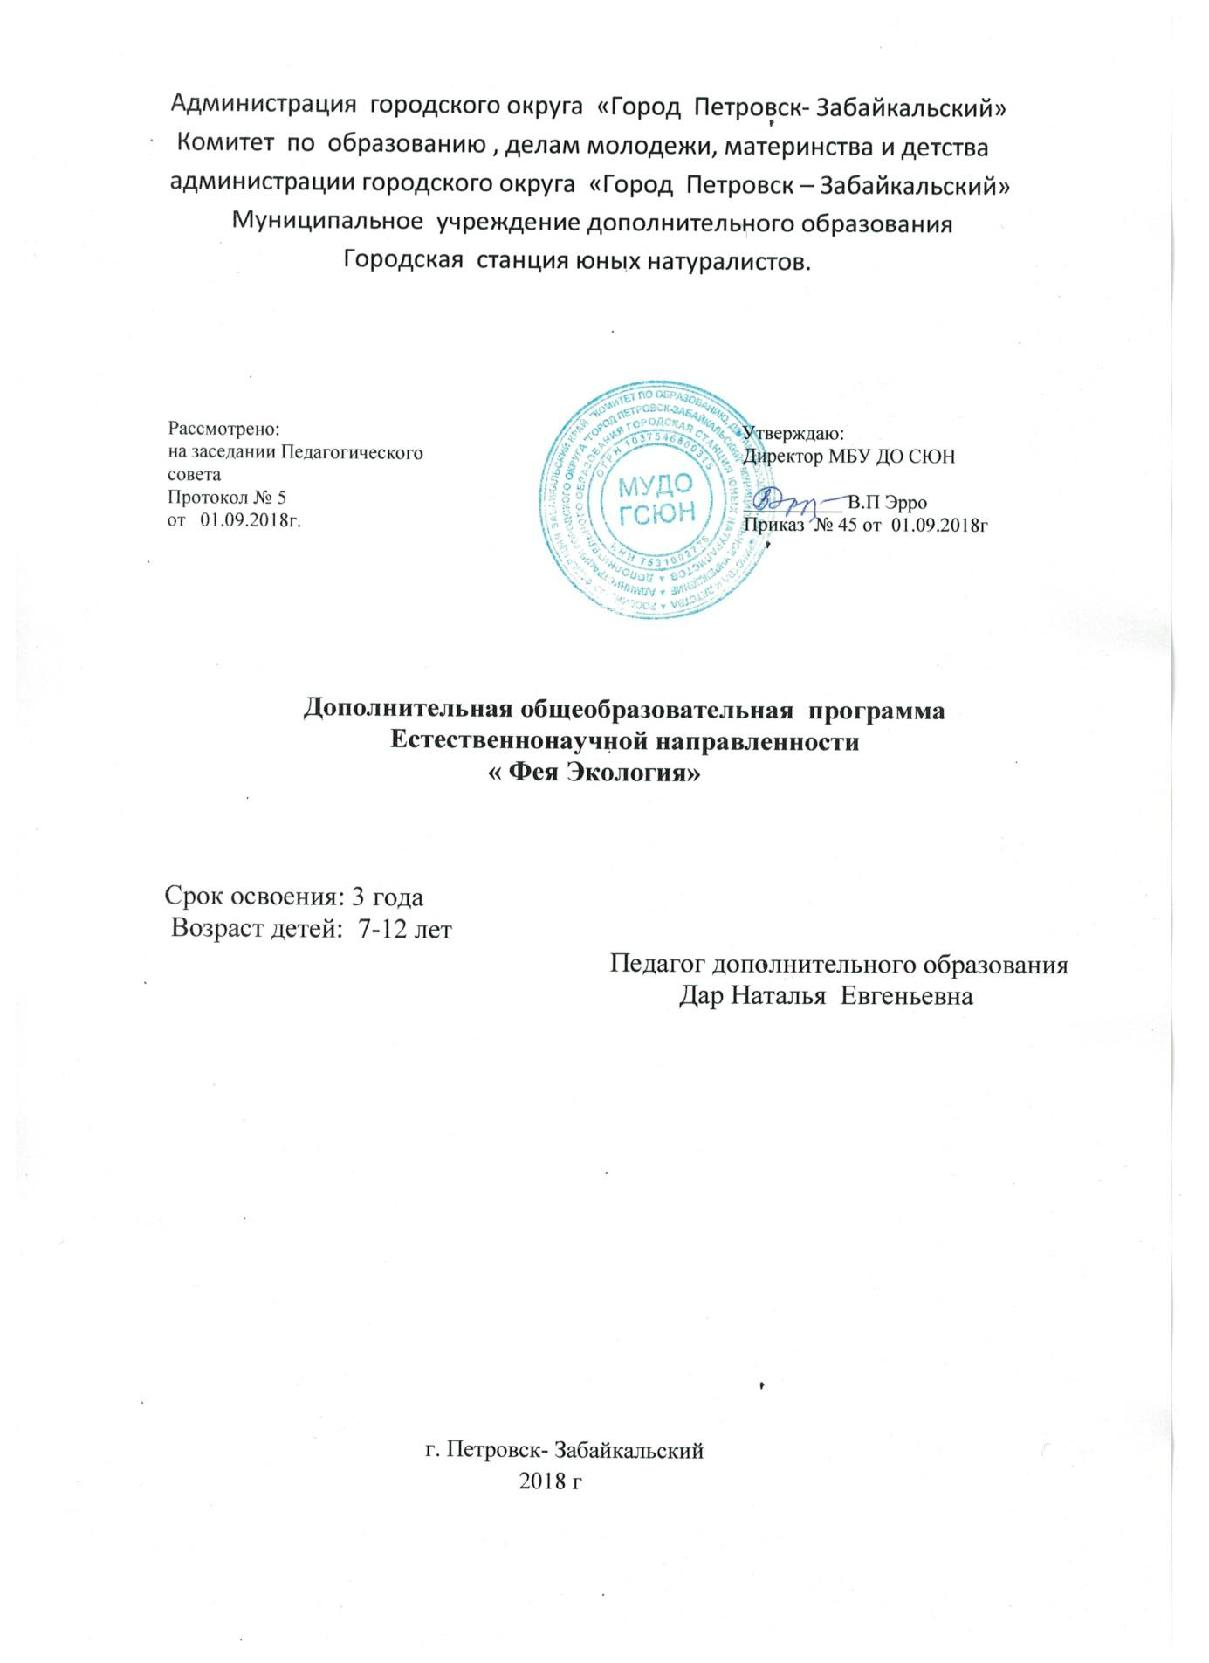 Администрация городского округа «Город Петровск- Забайкальский»
Комитет по образованию , делам молодежи, материнства и детства
администрации городского округа «Город Петровск – Забайкальский»
Муниципальное учреждение дополнительного образования
Городская станция юных натуралистов.
Рассмотрено:
на заседании Педагогического
совета
Протокол № 5
от 01.09.2018г.
МУДО
ГСЮН
Утверждаю:
Директор МБУ ДО СЮН
В.П Эрро
Приказ № 45 от 01.09.2018г
Дополнительная общеобразовательная программа
Естественнонаучной направленности
« Фея Экология»
Срок освоения: 3 года
Возраст детей: 7-12 лет
Педагог дополнительного образования
Дар Наталья Евгеньевна
г. Петровск- Забайкальский
2018 г